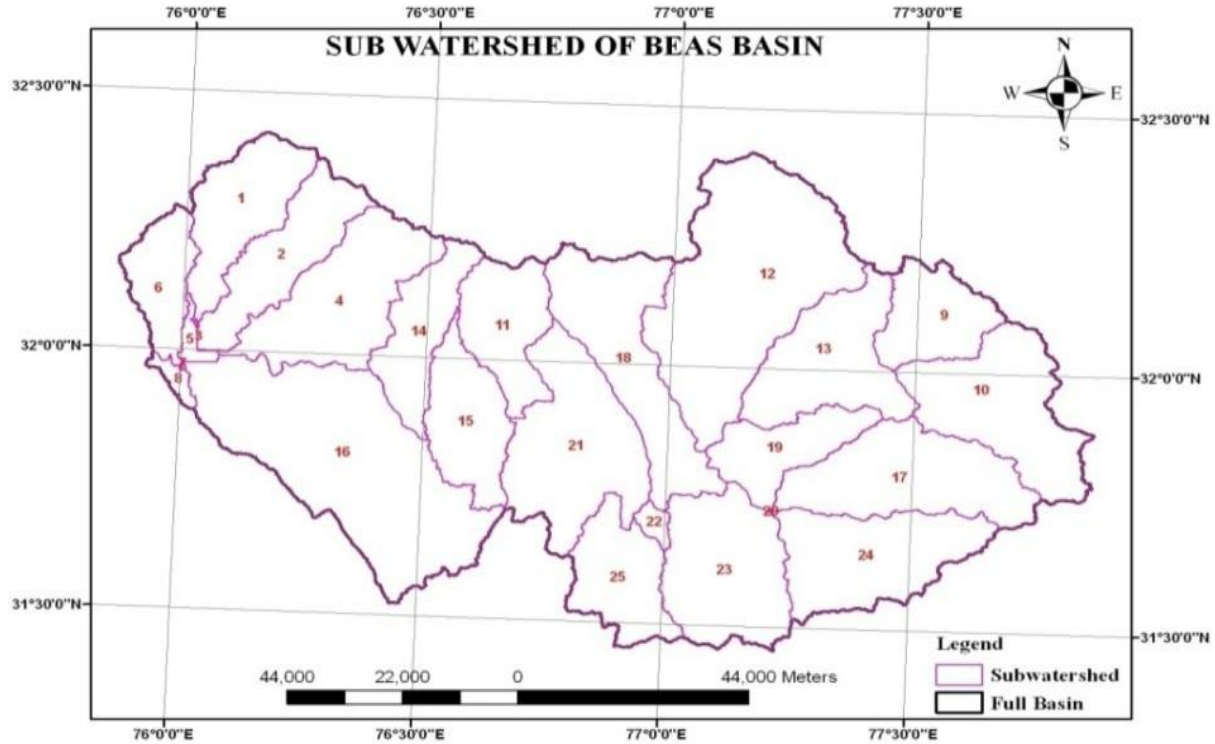 76°0'0"E 76°30'0"E 77°0'0"E 77°30'0"E
SUB WATERSHED OF BEAS BASIN
N
W E
S
32°30'0"N
32°30'0"N
1
2
6
12
4
9
11
14
5
13
18
32°0'0"N
32°0'0"N
8
10
15
21
19
16
17
20
22
24
23
25
31°30'0"N
31°30'0"N
Legend
Subwatershed
Full Basin
44,000 22,000 0 44,000 Meters
76°0'0"E 76°30'0"E 77°0'0"E 77°30'0"E